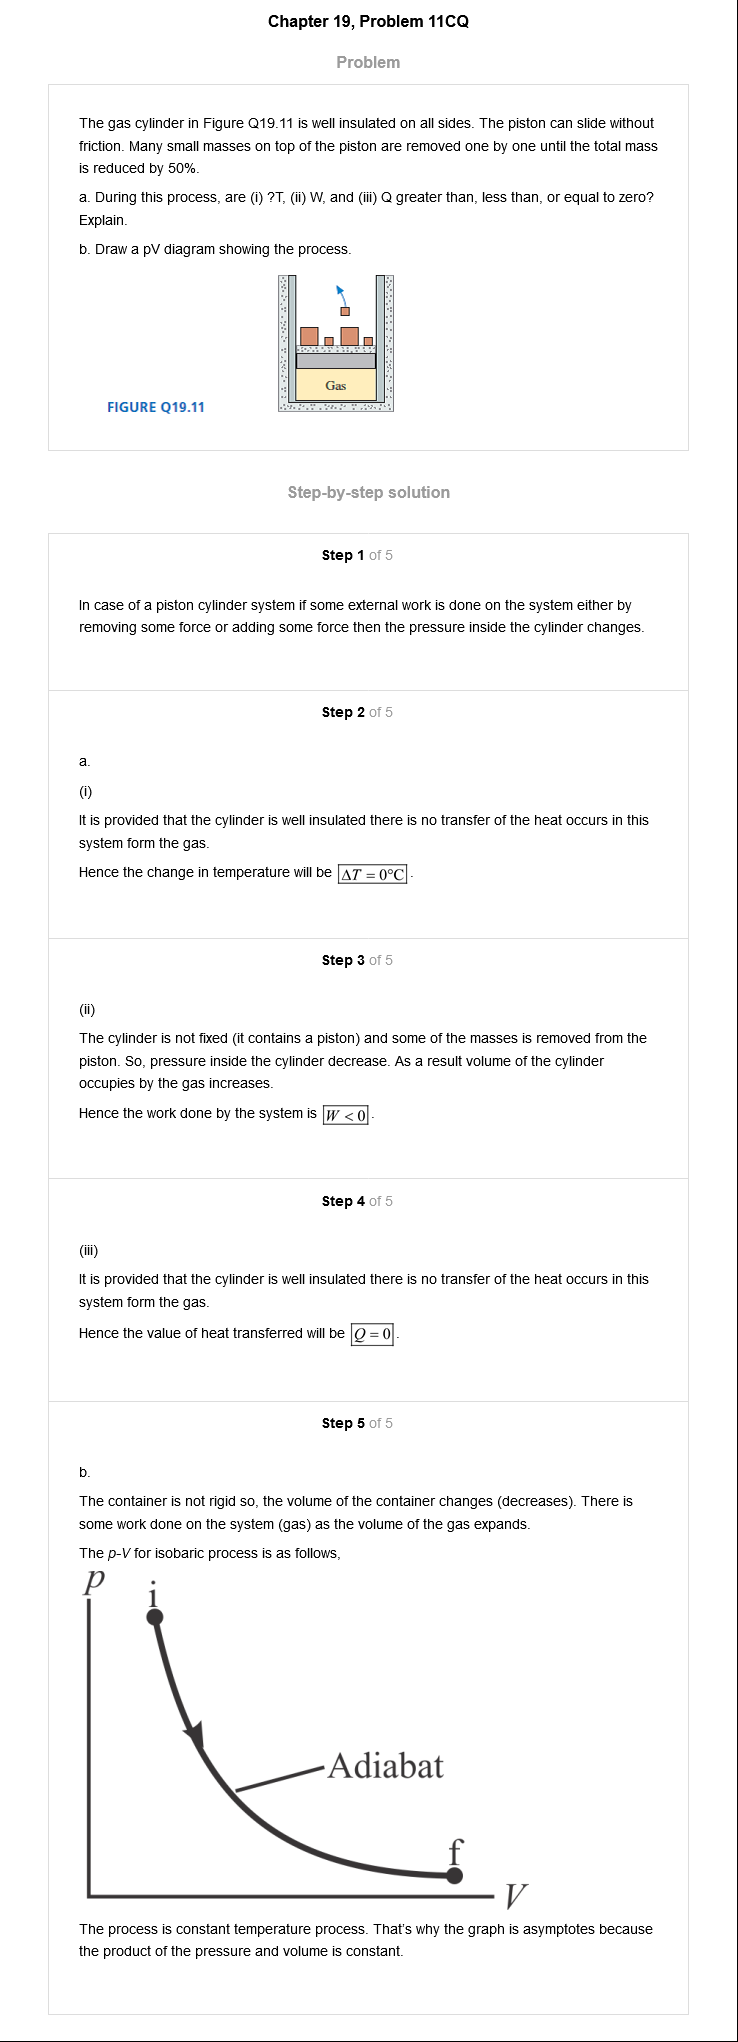 Chapter 19, Problem 11CQ
Problem
The gas cylinder in Figure Q19.11 is well insulated on all sides. The piston can slide without
friction. Many small masses on top of the piston are removed one by one until the total mass
is reduced by 50%.
a. During this process, are (i) ?T, (ii) W, and (iii) Q greater than, less than, or equal to zero?
Explain.
b. Draw a pV diagram showing the process.
Gas
FIGURE Q19.11
Step-by-step solution
Step 1 of 5
In case of a piston cylinder system if some external work is done on the system either by
removing some force or adding some force then the pressure inside the cylinder changes.
Step 2 of 5
a.
(i)
It is provided that the cylinder is well insulated there is no transfer of the heat occurs in this
system form the gas.
Hence the change in temperature will be ΔT = 0°C.
Step 3 of 5
(ii)
The cylinder is not fixed (it contains a piston) and some of the masses is removed from the
piston. So, pressure inside the cylinder decrease. As a result volume of the cylinder
occupies by the gas increases.
Hence the work done by the system is W < 0.
Step 4 of 5
(iii)
It is provided that the cylinder is well insulated there is no transfer of the heat occurs in this
system form the gas.
Hence the value of heat transferred will be Q = 0.
Step 5 of 5
b.
The container is not rigid so, the volume of the container changes (decreases). There is
some work done on the system (gas) as the volume of the gas expands.
The p-V for isobaric process is as follows,
p
i
Adiabat
f
V
The process is constant temperature process. That's why the graph is asymptotes because
the product of the pressure and volume is constant.